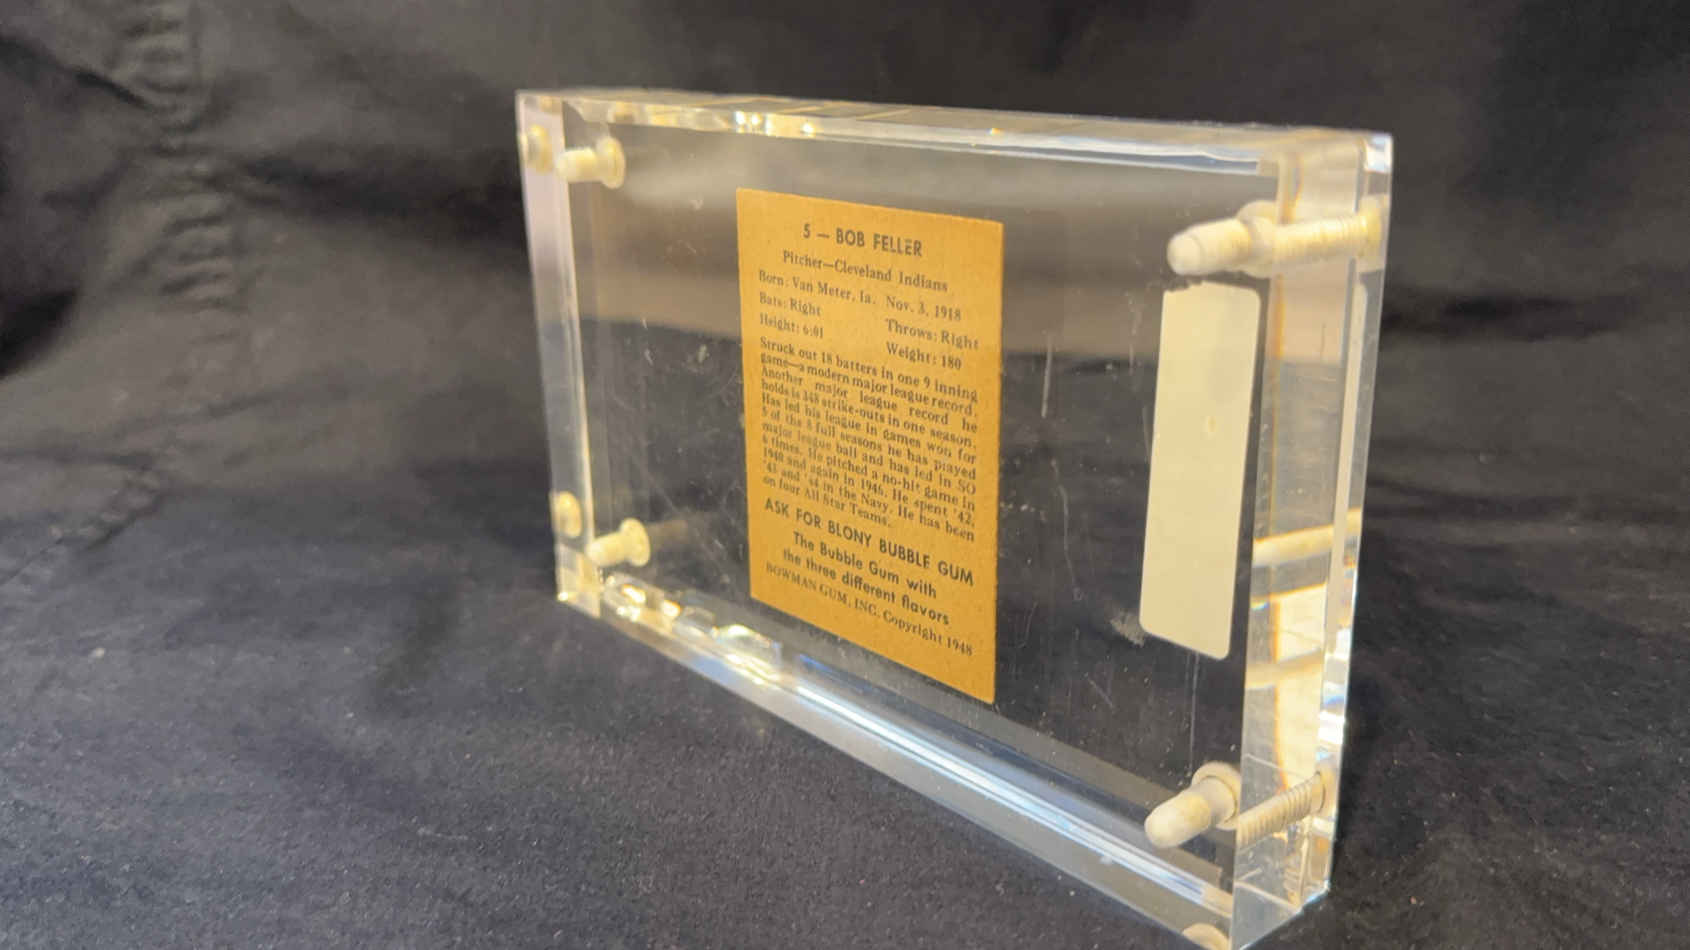 5 — BOB FELLER
Pitcher—Cleveland Indians
Born: Van Meter, Ia. Nov. 3, 1918
Bats: Right Throws: Right
Height: 6:01 Weight: 180
Struck out 18 batters in one 9 inning
game—a modern major league record.
Another major league record he
holds is 348 strike-outs in one season.
Has led his league in games won for
5 of the 8 full seasons he has played
major league ball and has led in SO
6 times. He pitched a no-hit game in
1940 and again in 1946. He spent '42,
'43 and '44 in the Navy. He has been
on four All Star Teams.
ASK FOR BLONY BUBBLE GUM
The Bubble Gum with
the three different flavors
BOWMAN GUM, INC. Copyright 1948